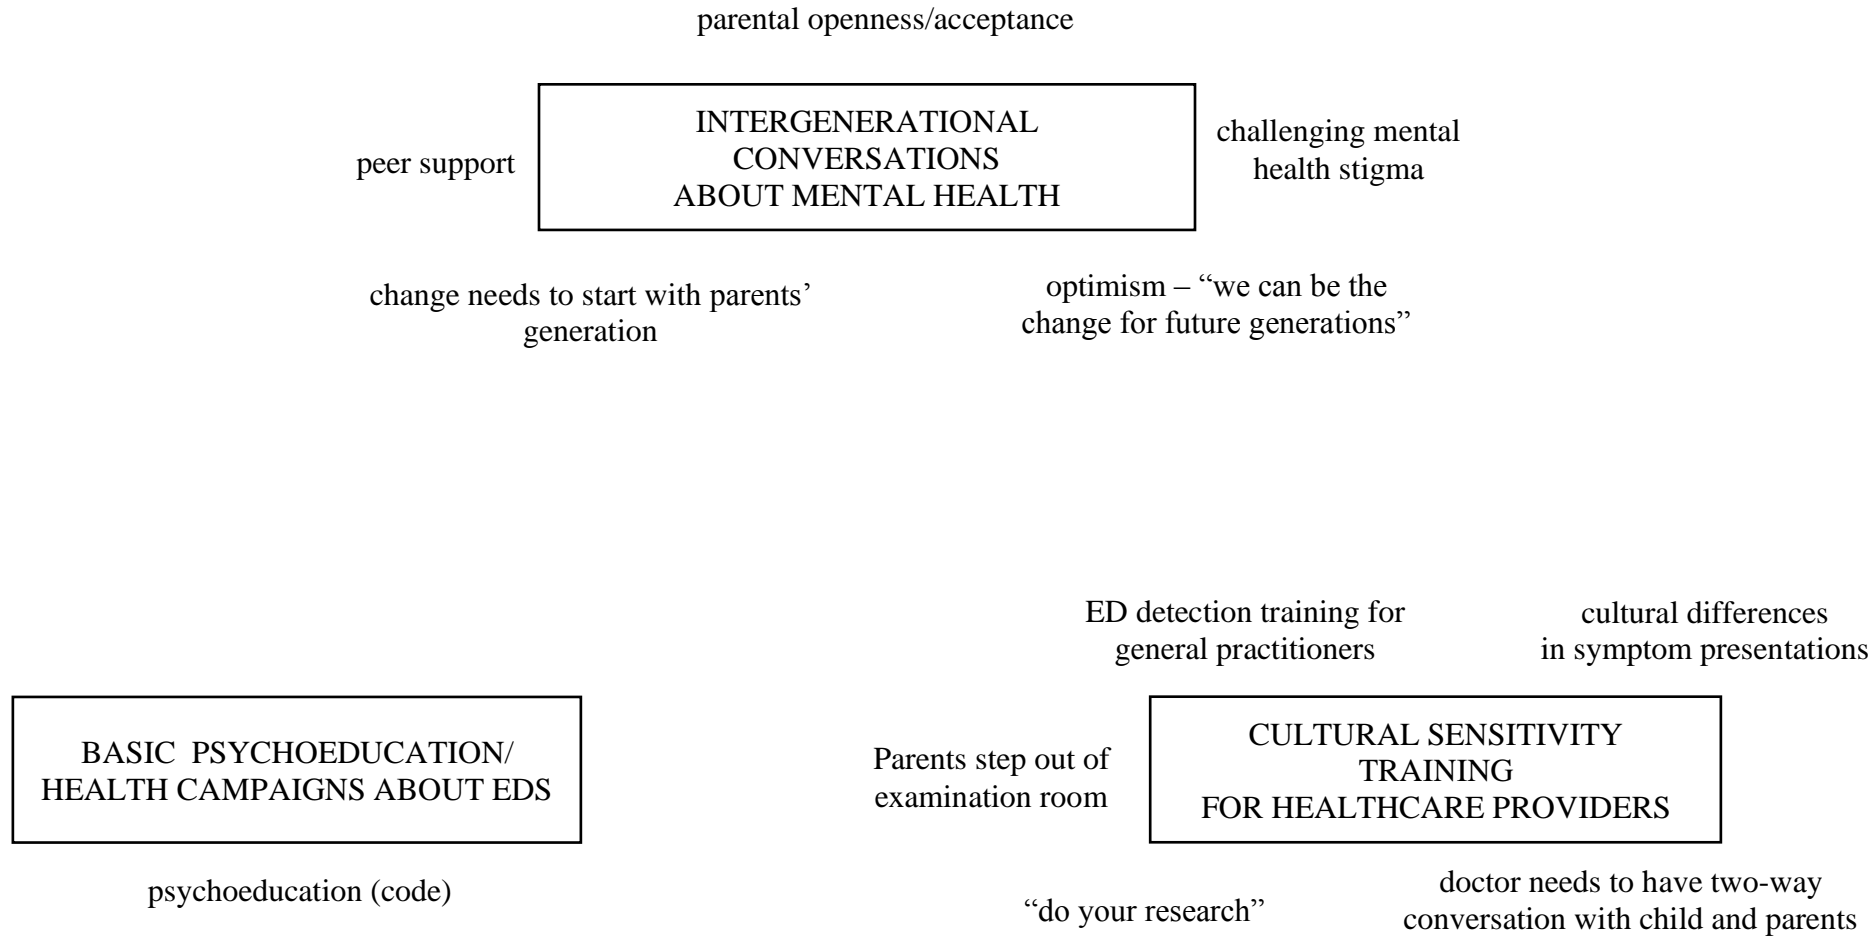 parental openness/acceptance
peer support
INTERGENERATIONAL
CONVERSATIONS
ABOUT MENTAL HEALTH
challenging mental
health stigma
change needs to start with parents’
generation
optimism – “we can be the
change for future generations”
ED detection training for
general practitioners
cultural differences
in symptom presentations
BASIC PSYCHOEDUCATION/
HEALTH CAMPAIGNS ABOUT EDS
Parents step out of
examination room
CULTURAL SENSITIVITY
TRAINING
FOR HEALTHCARE PROVIDERS
psychoeducation (code)
“do your research”
doctor needs to have two-way
conversation with child and parents